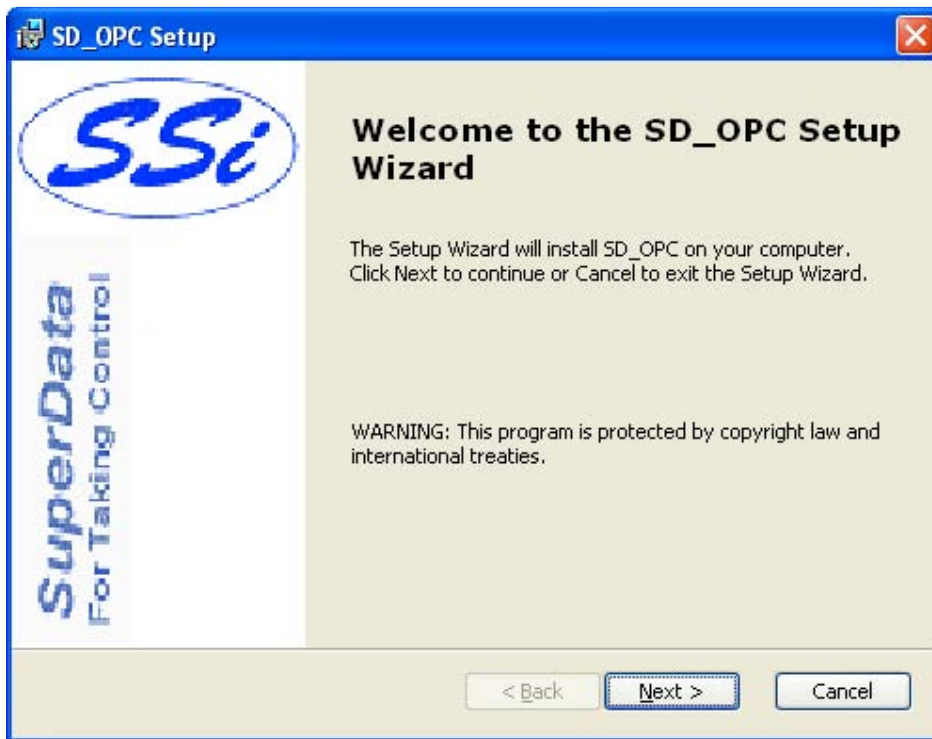 SD_OPC Setup
SSi
SuperData
For Taking Control
Welcome to the SD_OPC Setup
Wizard
The Setup Wizard will install SD_OPC on your computer.
Click Next to continue or Cancel to exit the Setup Wizard.
WARNING: This program is protected by copyright law and
international treaties.
< Back
Next >
Cancel